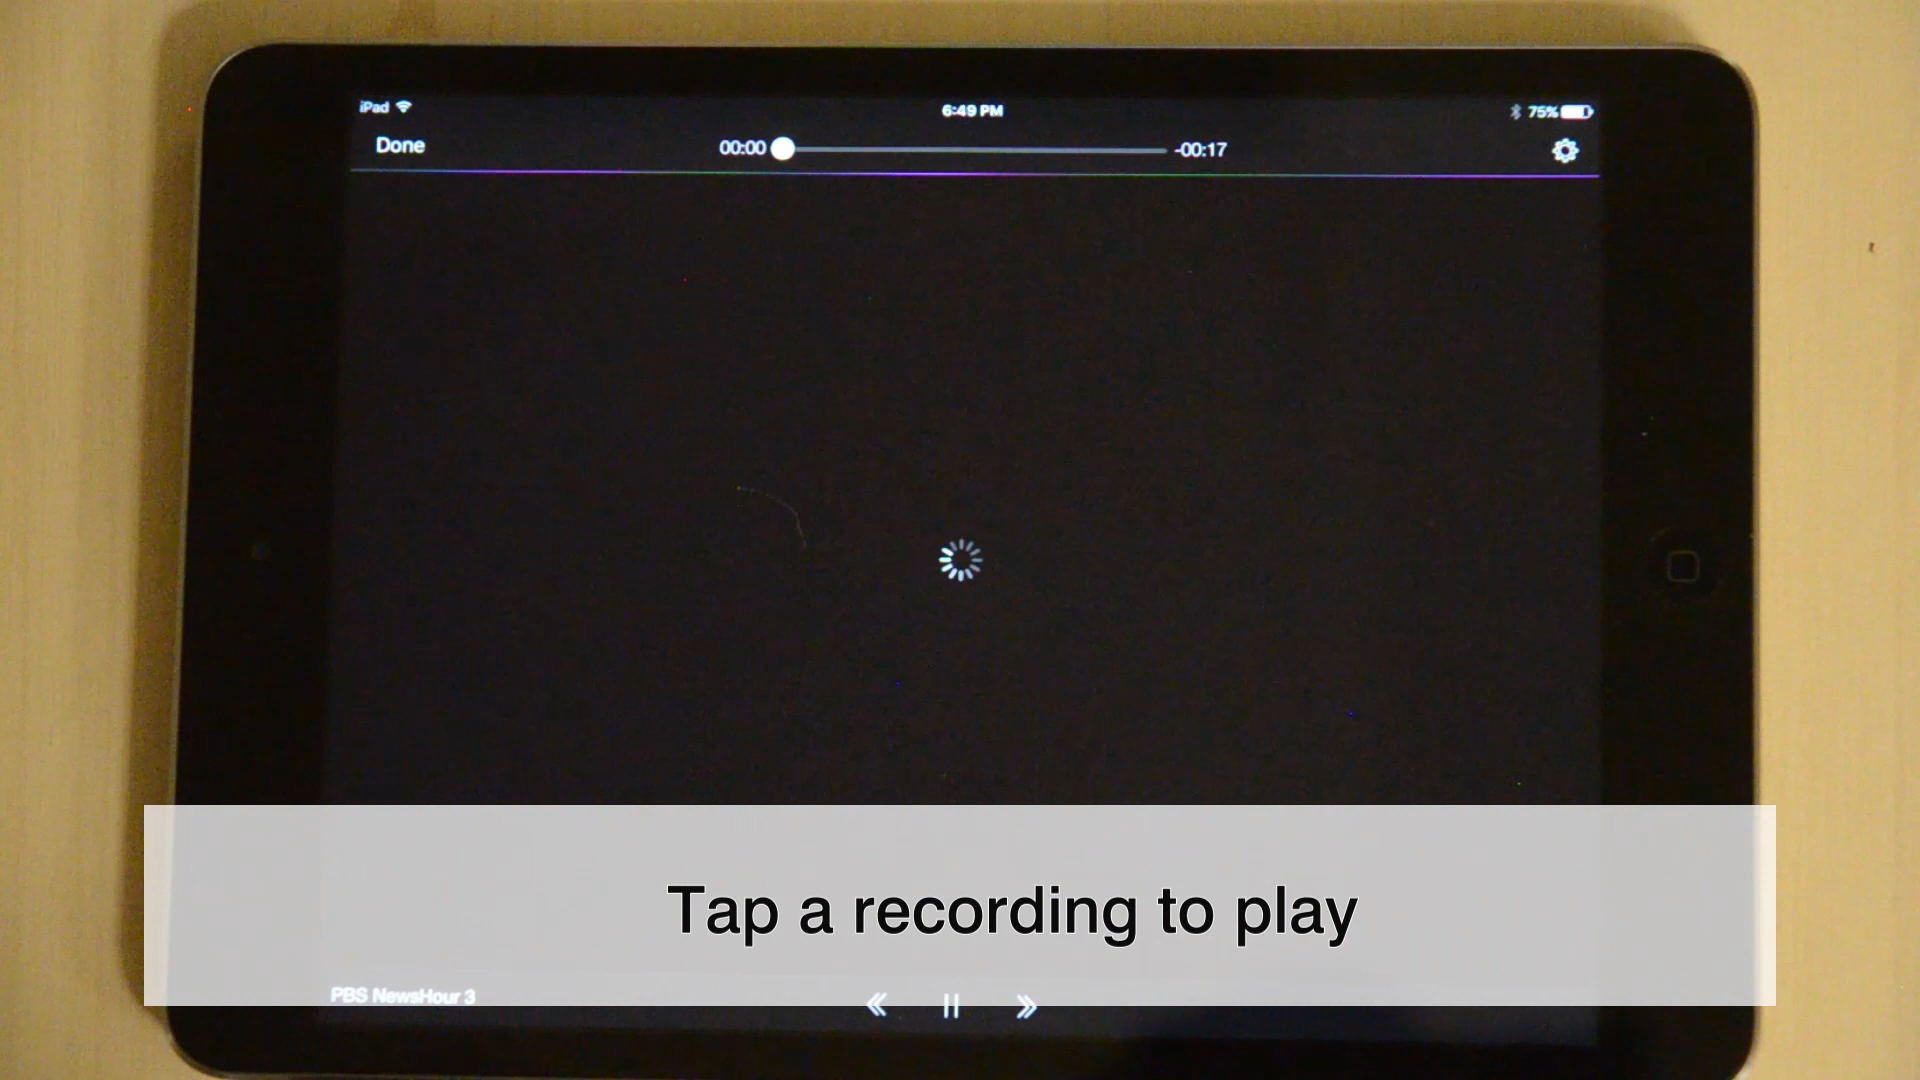 iPad 6:49 PM 75%
Done 00:00 -00:17
Tap a recording to play
PBS NewsHour 3